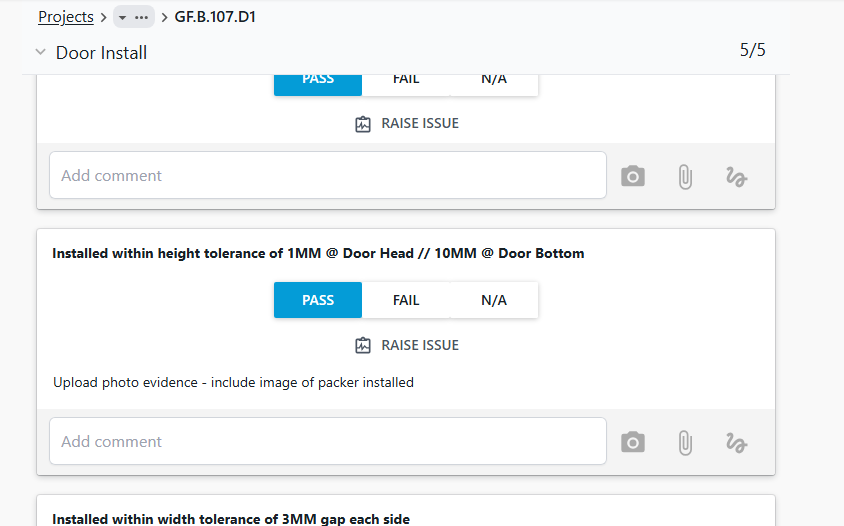 Projects > ... > GF.B.107.D1
Door Install 5/5
PASS FAIL N/A
RAISE ISSUE
Add comment
Installed within height tolerance of 1MM @ Door Head // 10MM @ Door Bottom
PASS FAIL N/A
RAISE ISSUE
Upload photo evidence - include image of packer installed
Add comment
Installed within width tolerance of 3MM gap each side